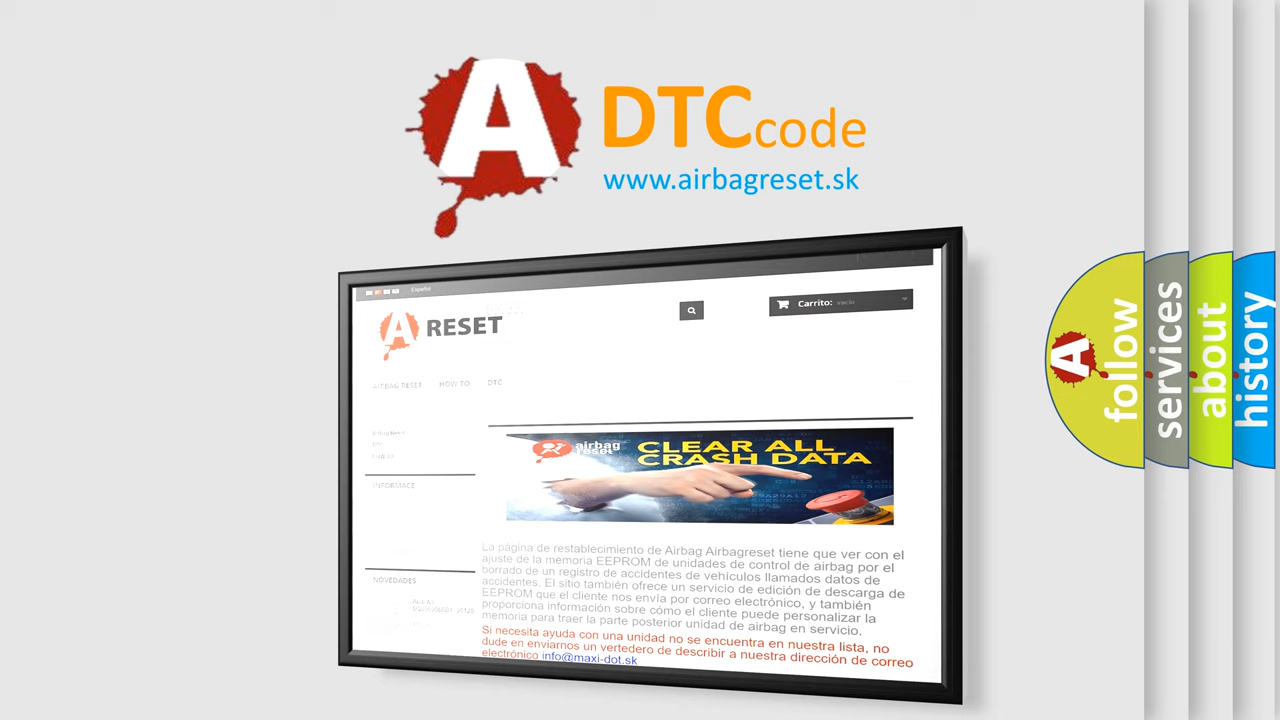 A DTCcode
www.airbagreset.sk
Español
A RESET
Carrito: vacío
AIRBAG RESET HOW TO DTC
INFORMACE
airbag
reset
CLEAR ALL
CRASH DATA
La página de restablecimiento de Airbag Airbagreset tiene que ver con el
ajuste de la memoria EEPROM de unidades de control de airbag por el
borrado de un registro de accidentes de vehículos llamados datos de
accidentes. El sitio también ofrece un servicio de edición de descarga de
EEPROM que el cliente nos envía por correo electrónico, y también
proporciona información sobre cómo el cliente puede personalizar la
memoria para traer la parte posterior unidad de airbag en servicio.
Si necesita ayuda con una unidad no se encuentra en nuestra lista, no
dude en enviarnos un vertedero de describir a nuestra dirección de correo
electrónico info@maxi-dot.sk
NOVEDADES
A
follow
services
about
history